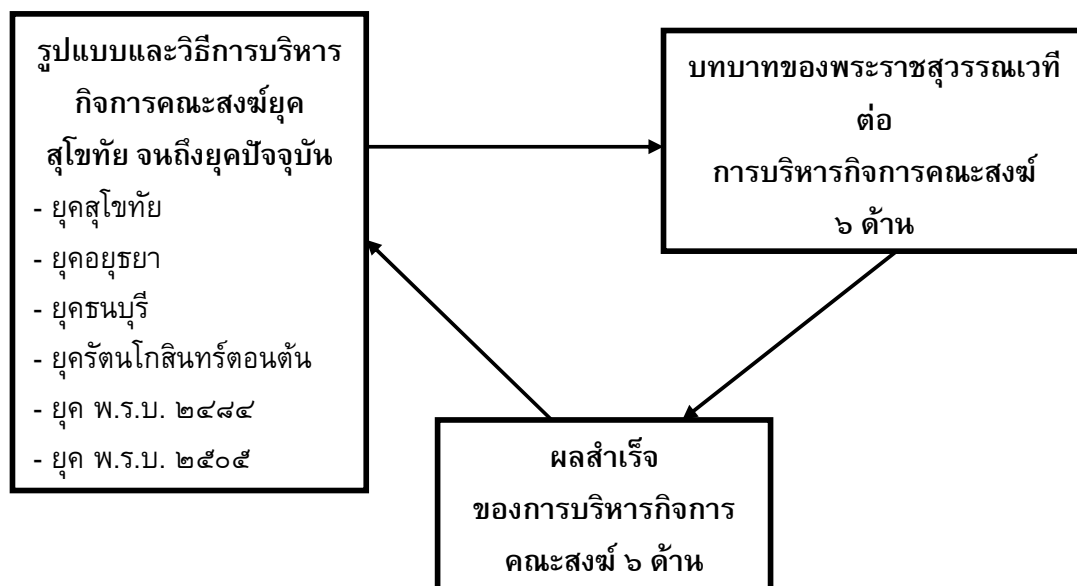 รูปแบบและวิธีการบริหาร
กิจการคณะสงฆ์ยุค
สุโขทัย จนถึงยุคปัจจุบัน
- ยุคสุโขทัย
- ยุคอยุธยา
- ยุคธนบุรี
- ยุครัตนโกสินทร์ตอนต้น
- ยุค พ.ร.บ. ๒๔๘๔
- ยุค พ.ร.บ. ๒๕๐๕
บทบาทของพระราชสุวรรณเวที
ต่อ
การบริหารกิจการคณะสงฆ์
๖ ด้าน
ผลสำเร็จ
ของการบริหารกิจการ
คณะสงฆ์ ๖ ด้าน